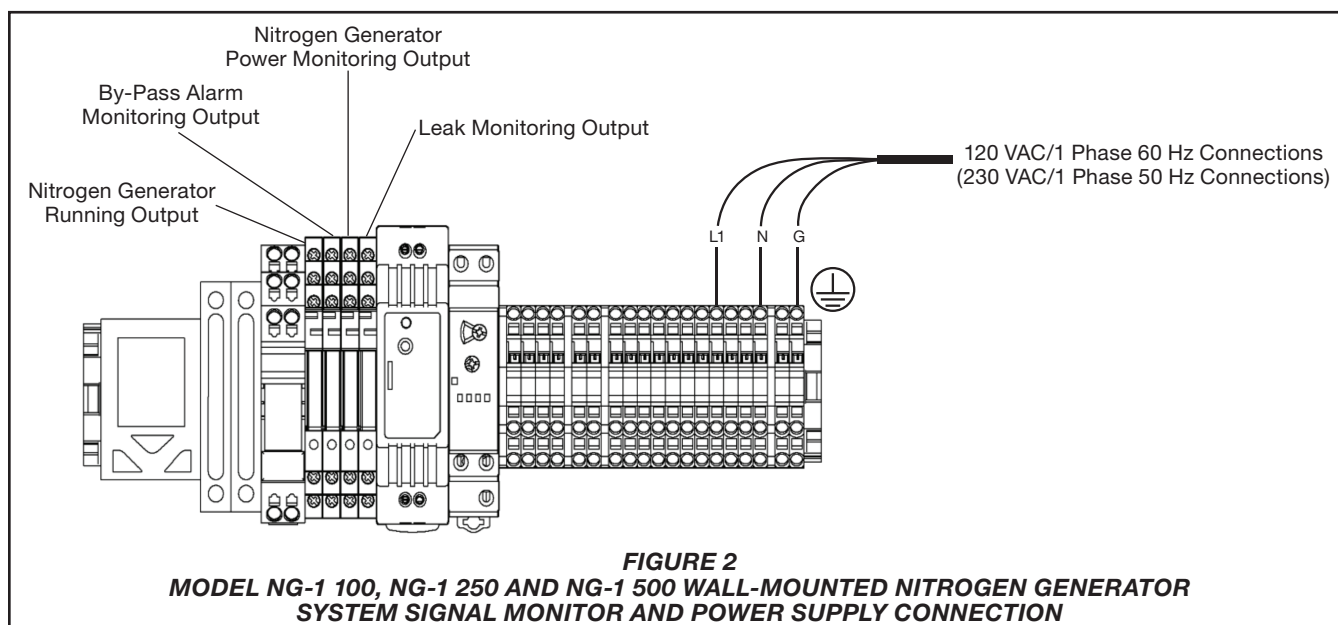 Nitrogen Generator
Power Monitoring Output
By-Pass Alarm
Monitoring Output
Leak Monitoring Output
120 VAC/1 Phase 60 Hz Connections
(230 VAC/1 Phase 50 Hz Connections)
Nitrogen Generator
Running Output
L1 N G
FIGURE 2
MODEL NG-1 100, NG-1 250 AND NG-1 500 WALL-MOUNTED NITROGEN GENERATOR
SYSTEM SIGNAL MONITOR AND POWER SUPPLY CONNECTION